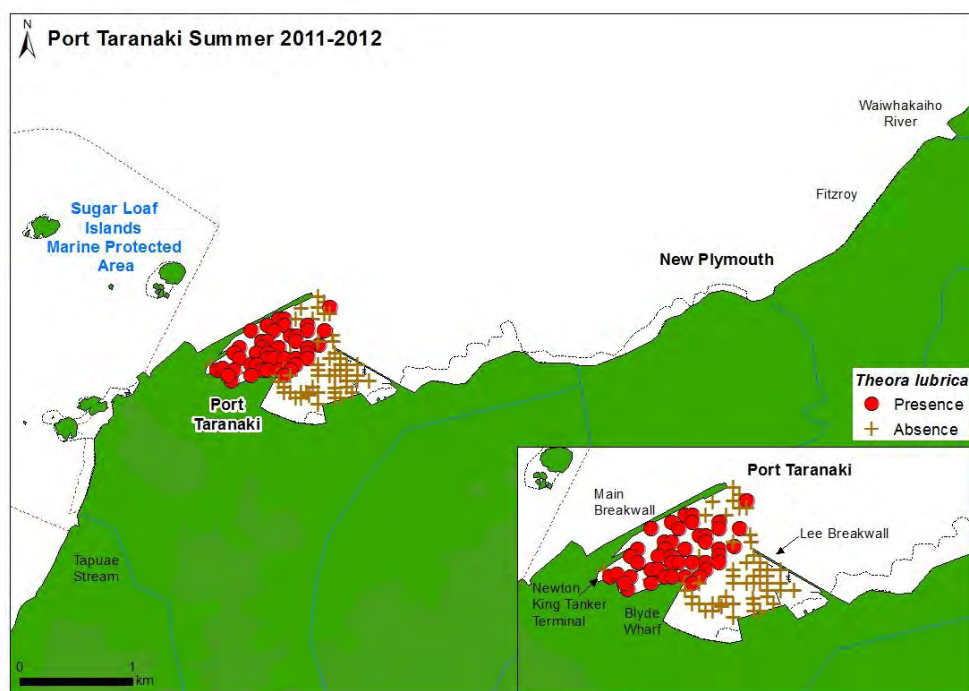 N
Port Taranaki Summer 2011-2012
Waiwhakaiho
River
Fitzroy
Sugar Loaf
Islands
Marine Protected
Area
New Plymouth
Port
Taranaki
Theora lubrica
Presence
Absence
Tapuae
Stream
0 1
km
Port Taranaki
Main
Breakwall
Lee Breakwall
Newton
King Tanker
Terminal
Blyde
Wharf